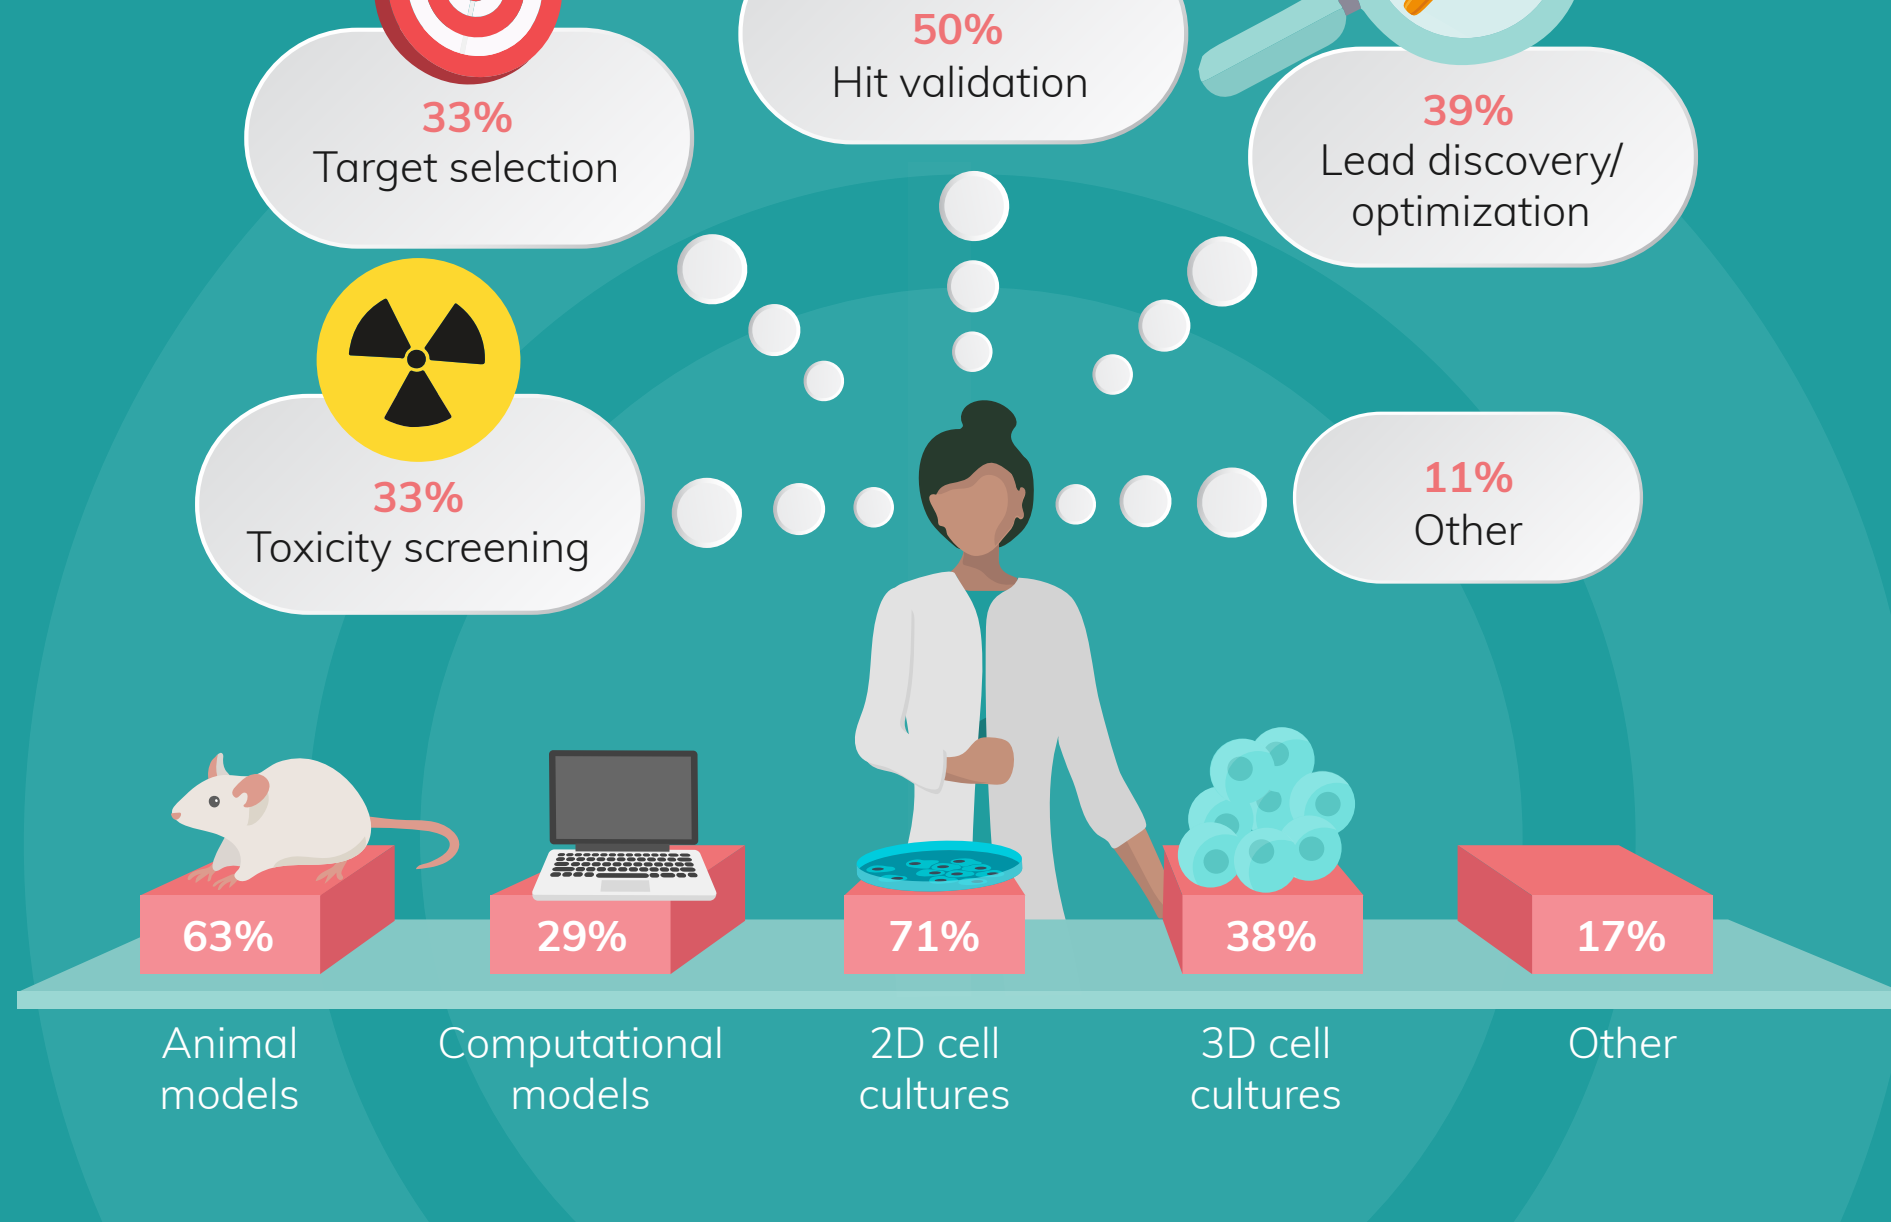 50%
Hit validation
33%
Target selection
39%
Lead discovery/
optimization
33%
Toxicity screening
11%
Other
63%
29%
71%
38%
17%
Animal
models
Computational
models
2D cell
cultures
3D cell
cultures
Other